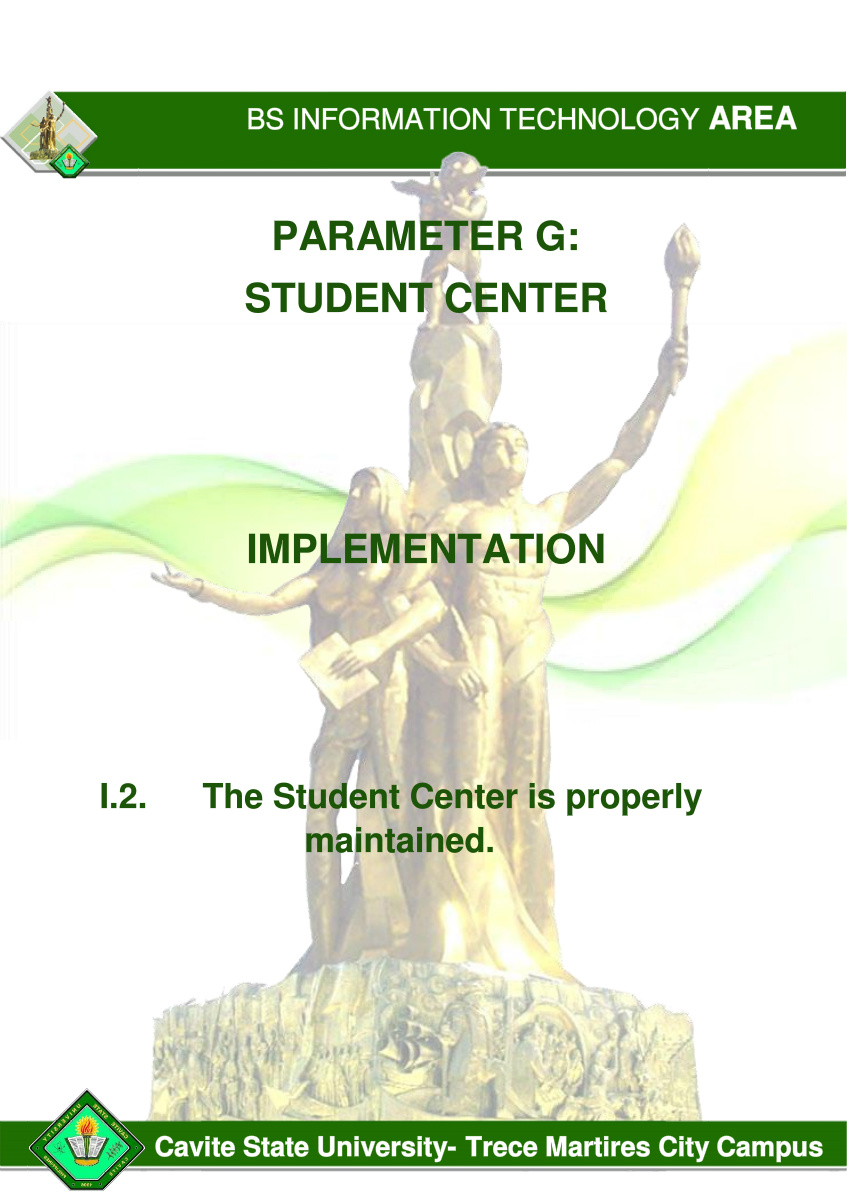 BS INFORMATION TECHNOLOGY AREA
PARAMETER G:
STUDENT CENTER
IMPLEMENTATION
I.2. The Student Center is properly
maintained.
Cavite State University- Trece Martires City Campus